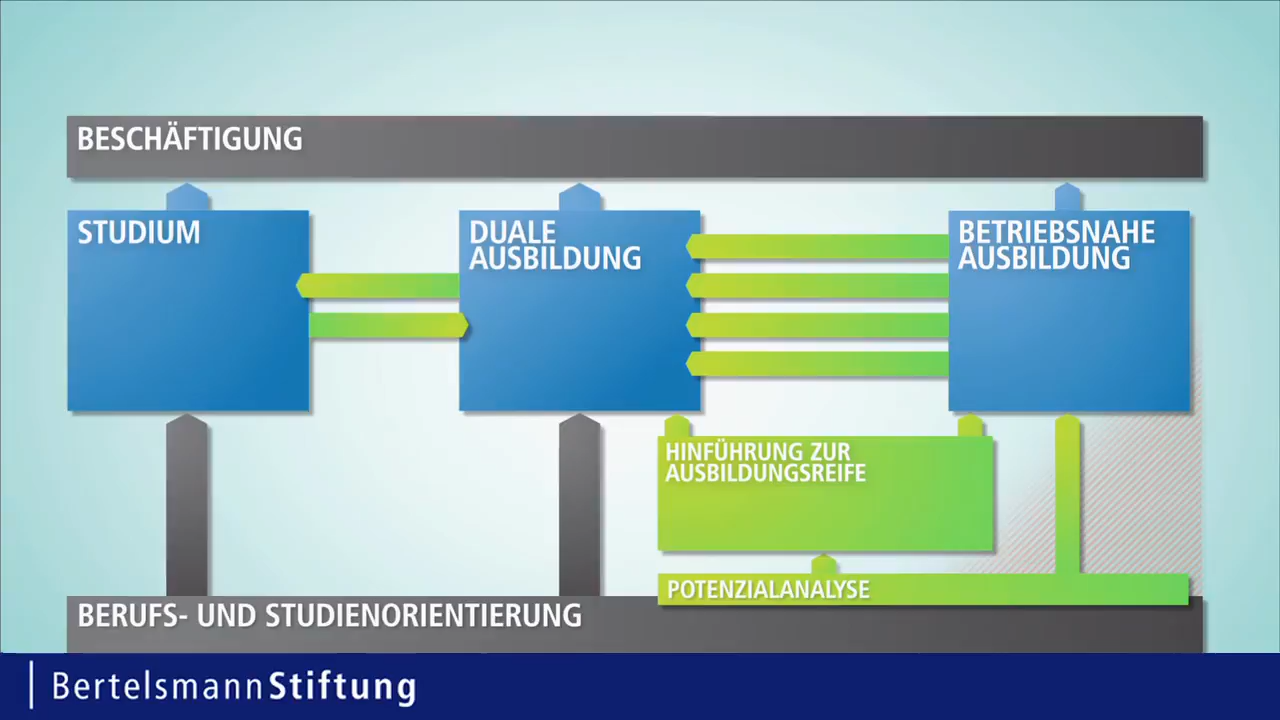 BESCHÄFTIGUNG
STUDIUM
DUALE
AUSBILDUNG
BETRIEBSNAHE
AUSBILDUNG
HINFÜHRUNG ZUR
AUSBILDUNGSREIFE
POTENZIALANALYSE
BERUFS- UND STUDIENORIENTIERUNG
BertelsmannStiftung